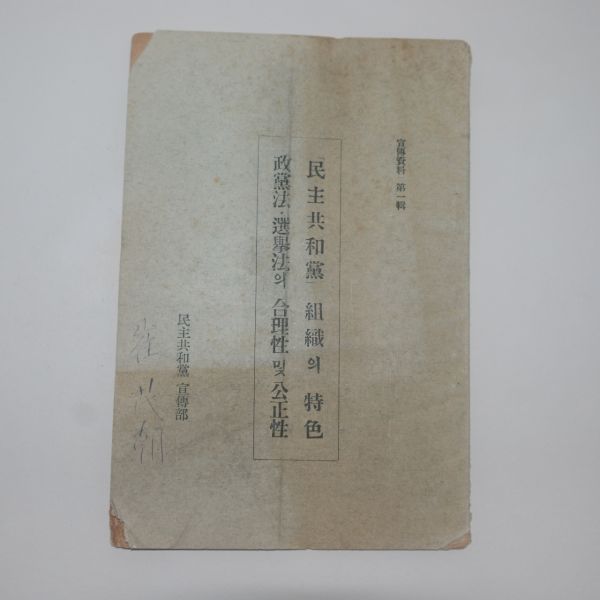 宣傳資料 第一輯
「民主共和黨」組織의 特色
政黨法·選擧法의 合理性 및 公正性
民主共和黨 宣傳部
崔